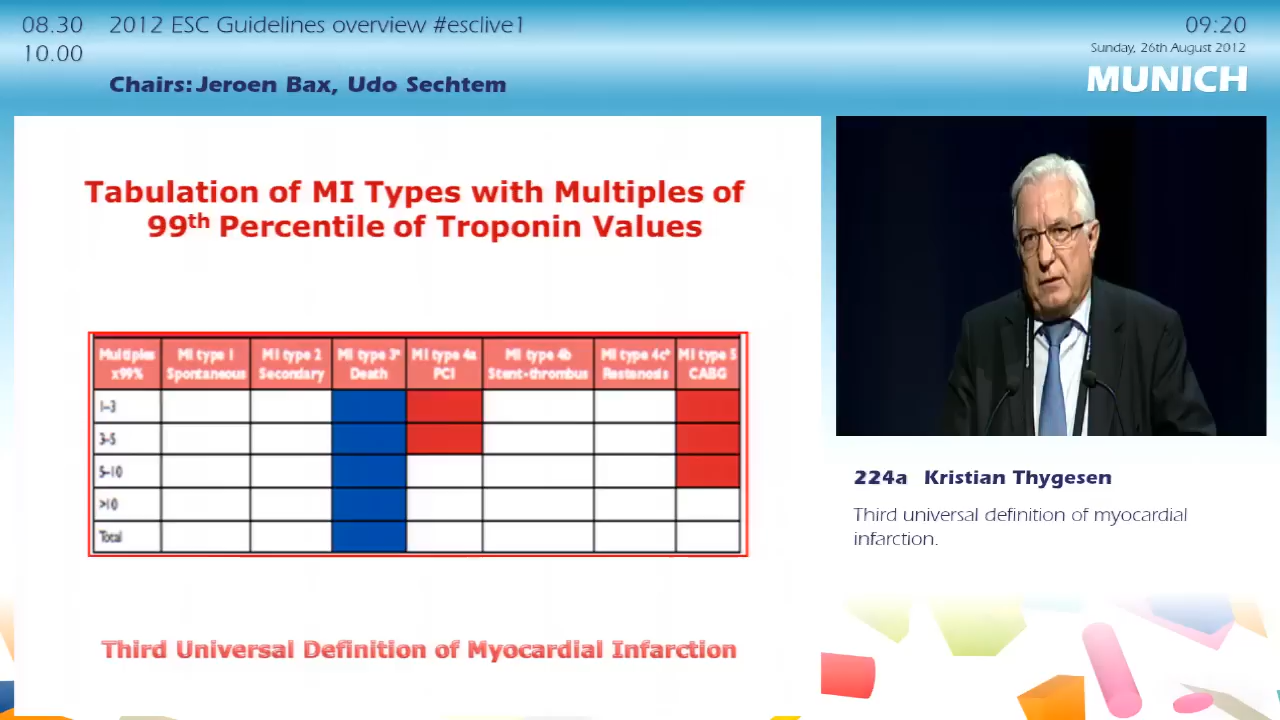 08.30 2012 ESC Guidelines overview #esclive1
10.00
Chairs: Jeroen Bax, Udo Sechtem
09:20
Sunday, 26th August 2012
MUNICH
Tabulation of MI Types with Multiples of
99th Percentile of Troponin Values
Multiples x99% MI type 1 Spontaneous MI type 2 Secondary MI type 3* Death MI type 4a PCI MI type 4b Stent-thrombus MI type 4c* Restenosis MI type 5 CABG
1–3
3–5
5–10
>10
Total
Third Universal Definition of Myocardial Infarction
224a Kristian Thygesen
Third universal definition of myocardial
infarction.